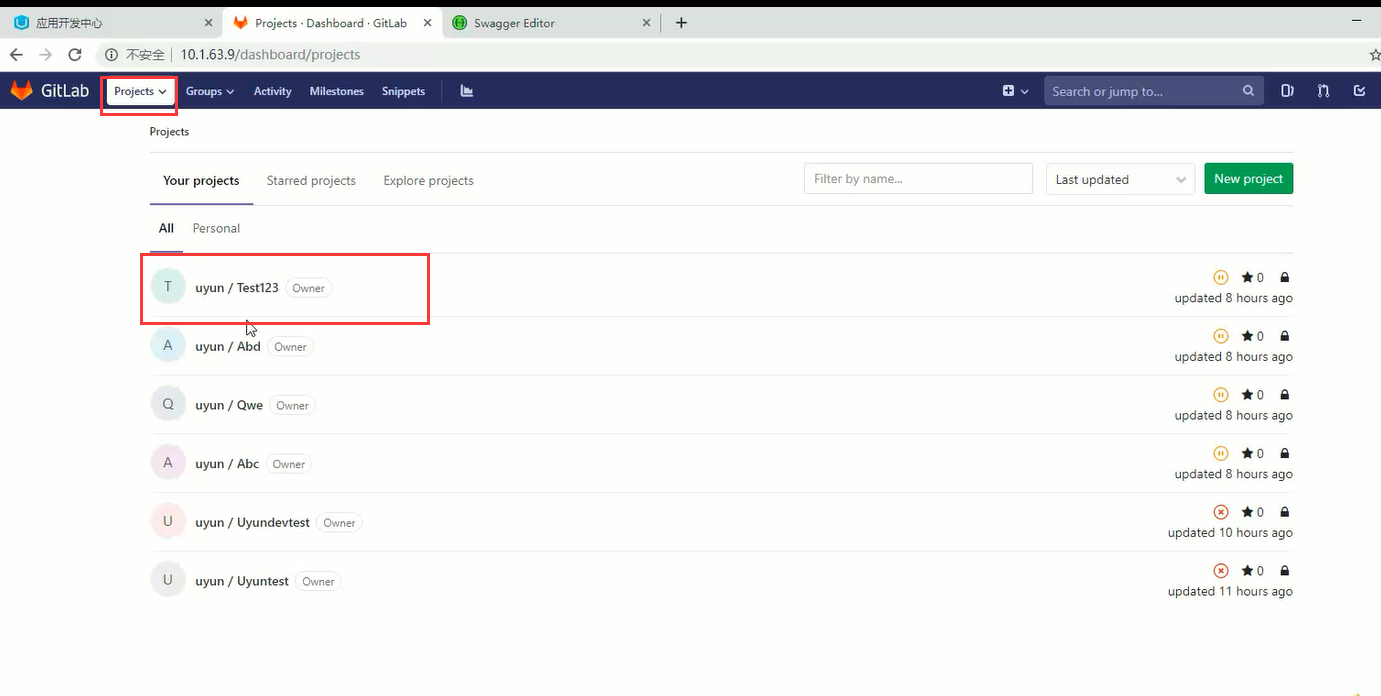 应用开发中心
Projects · Dashboard · GitLab
Swagger Editor
不安全 10.1.63.9/dashboard/projects
GitLab Projects Groups Activity Milestones Snippets Search or jump to...
Projects
Your projects Starred projects Explore projects Filter by name... Last updated New project
All Personal
T uyun / Test123 Owner 0
updated 8 hours ago
A uyun / Abd Owner 0
updated 8 hours ago
Q uyun / Qwe Owner 0
updated 8 hours ago
A uyun / Abc Owner 0
updated 8 hours ago
U uyun / Uyundevtest Owner 0
updated 10 hours ago
U uyun / Uyuntest Owner 0
updated 11 hours ago